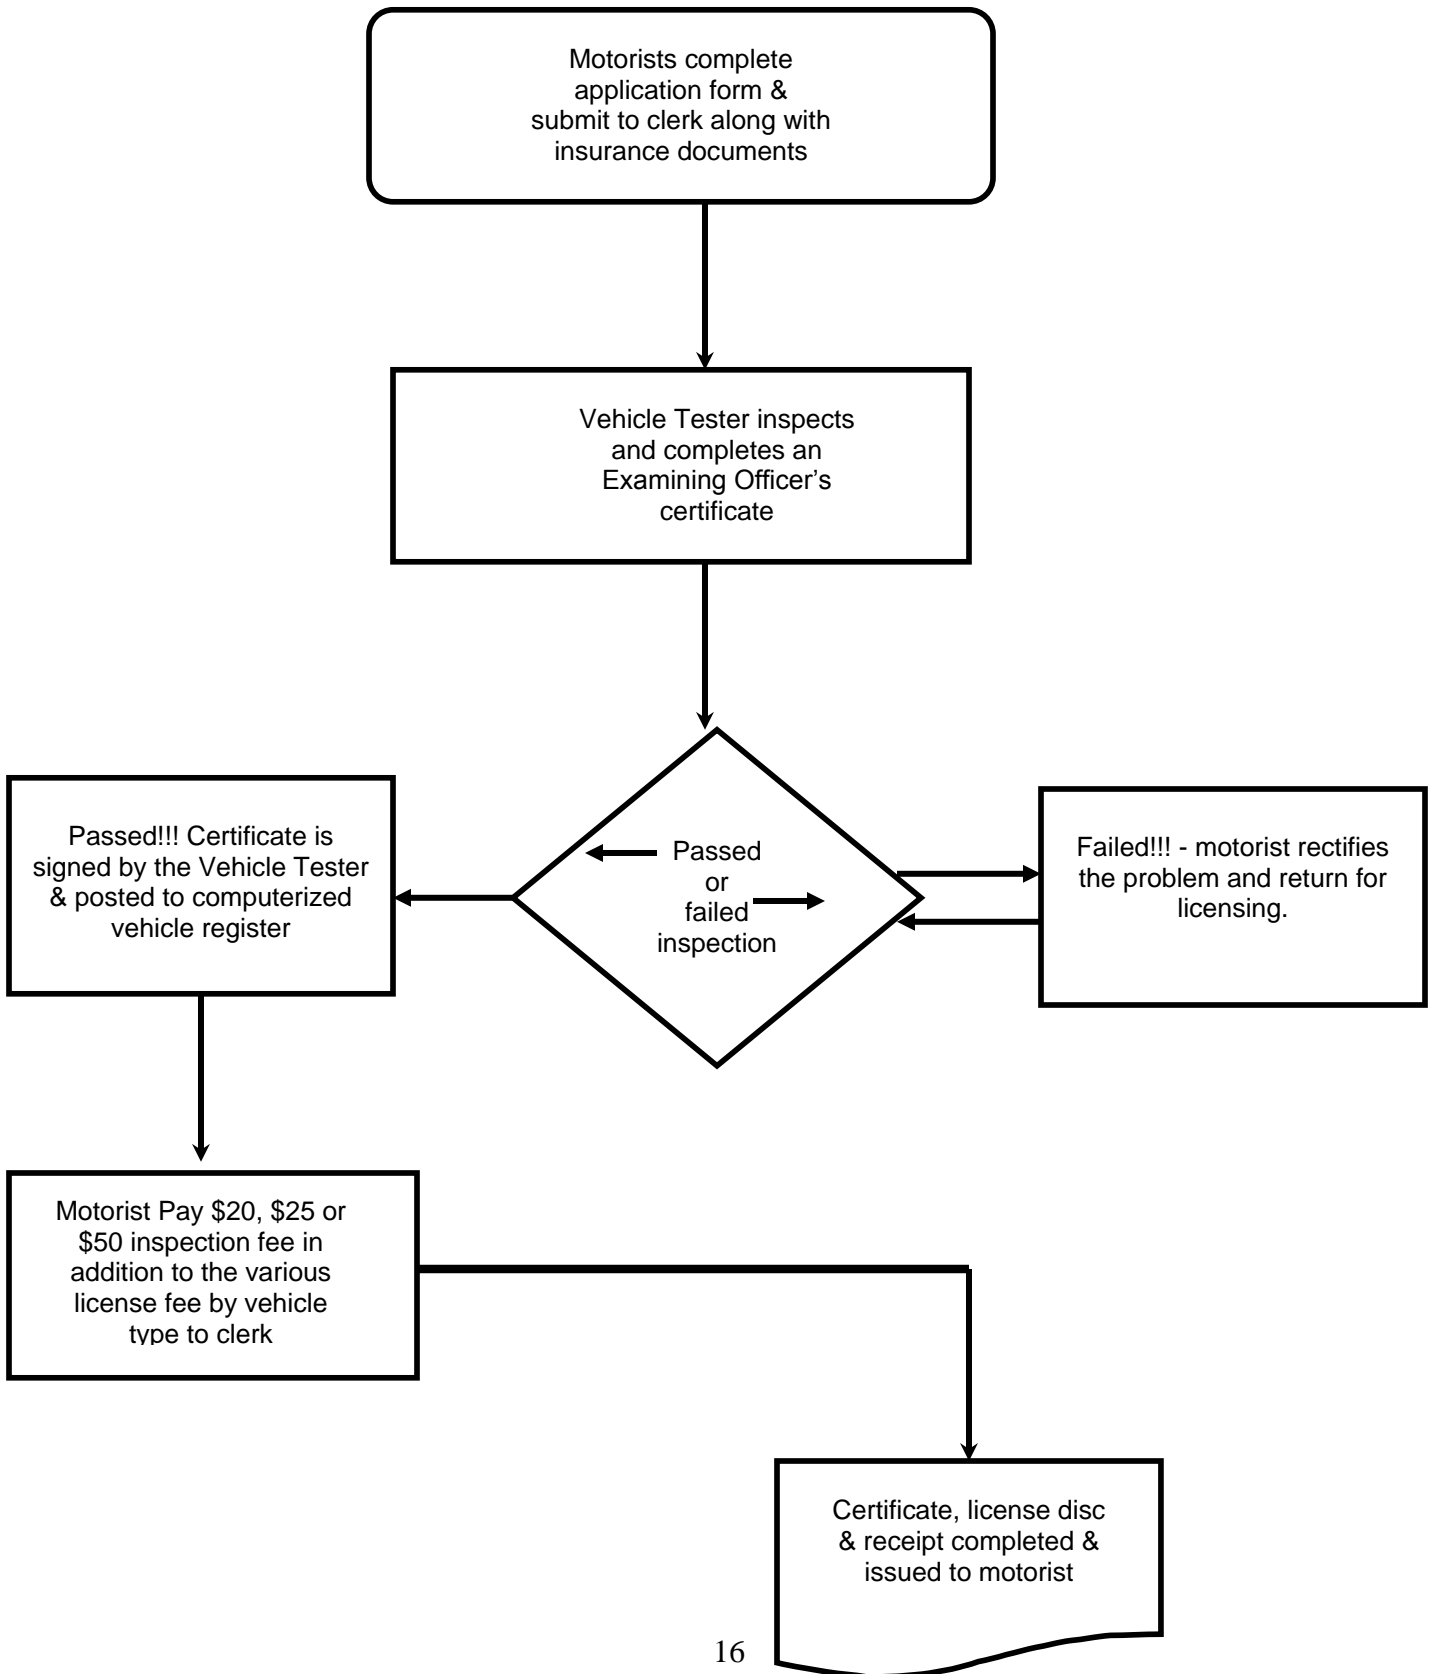 Motorists complete
application form &
submit to clerk along with
insurance documents
Vehicle Tester inspects
and completes an
Examining Officer’s
certificate
Passed
or
failed
inspection
Passed!!! Certificate is
signed by the Vehicle Tester
& posted to computerized
vehicle register
Failed!!! - motorist rectifies
the problem and return for
licensing.
Motorist Pay $20, $25 or
$50 inspection fee in
addition to the various
license fee by vehicle
type to clerk
Certificate, license disc
& receipt completed &
issued to motorist
16